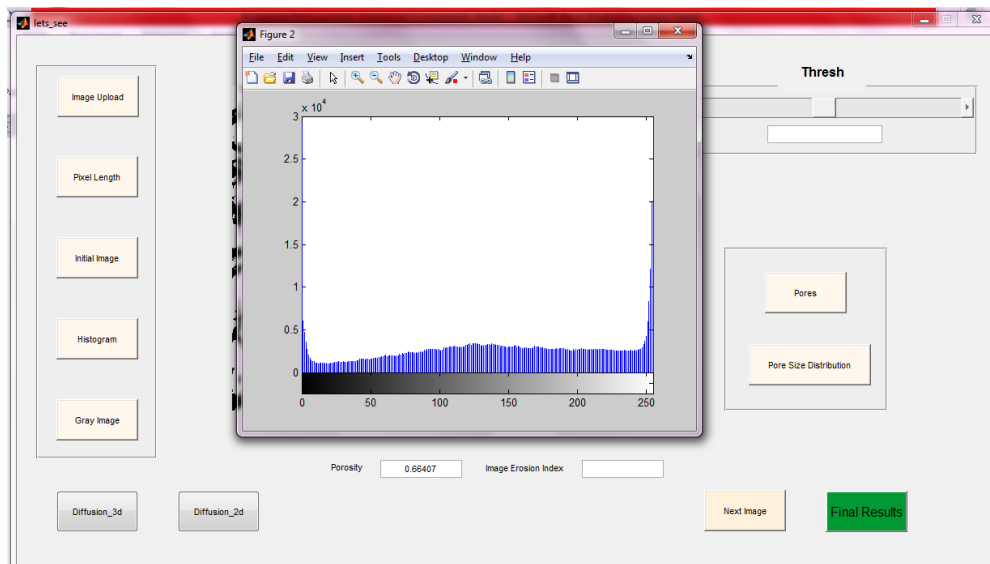 lets_see
Figure 2
File Edit View Insert Tools Desktop Window Help
Thresh
Image Upload
Pixel Length
Initial Image
Histogram
Gray Image
x 10^4
3
2.5
2
1.5
1
0.5
0
0 50 100 150 200 250
Pores
Pore Size Distribution
Porosity 0.66407 Image Erosion Index
Diffusion_3d Diffusion_2d Next Image Final Results